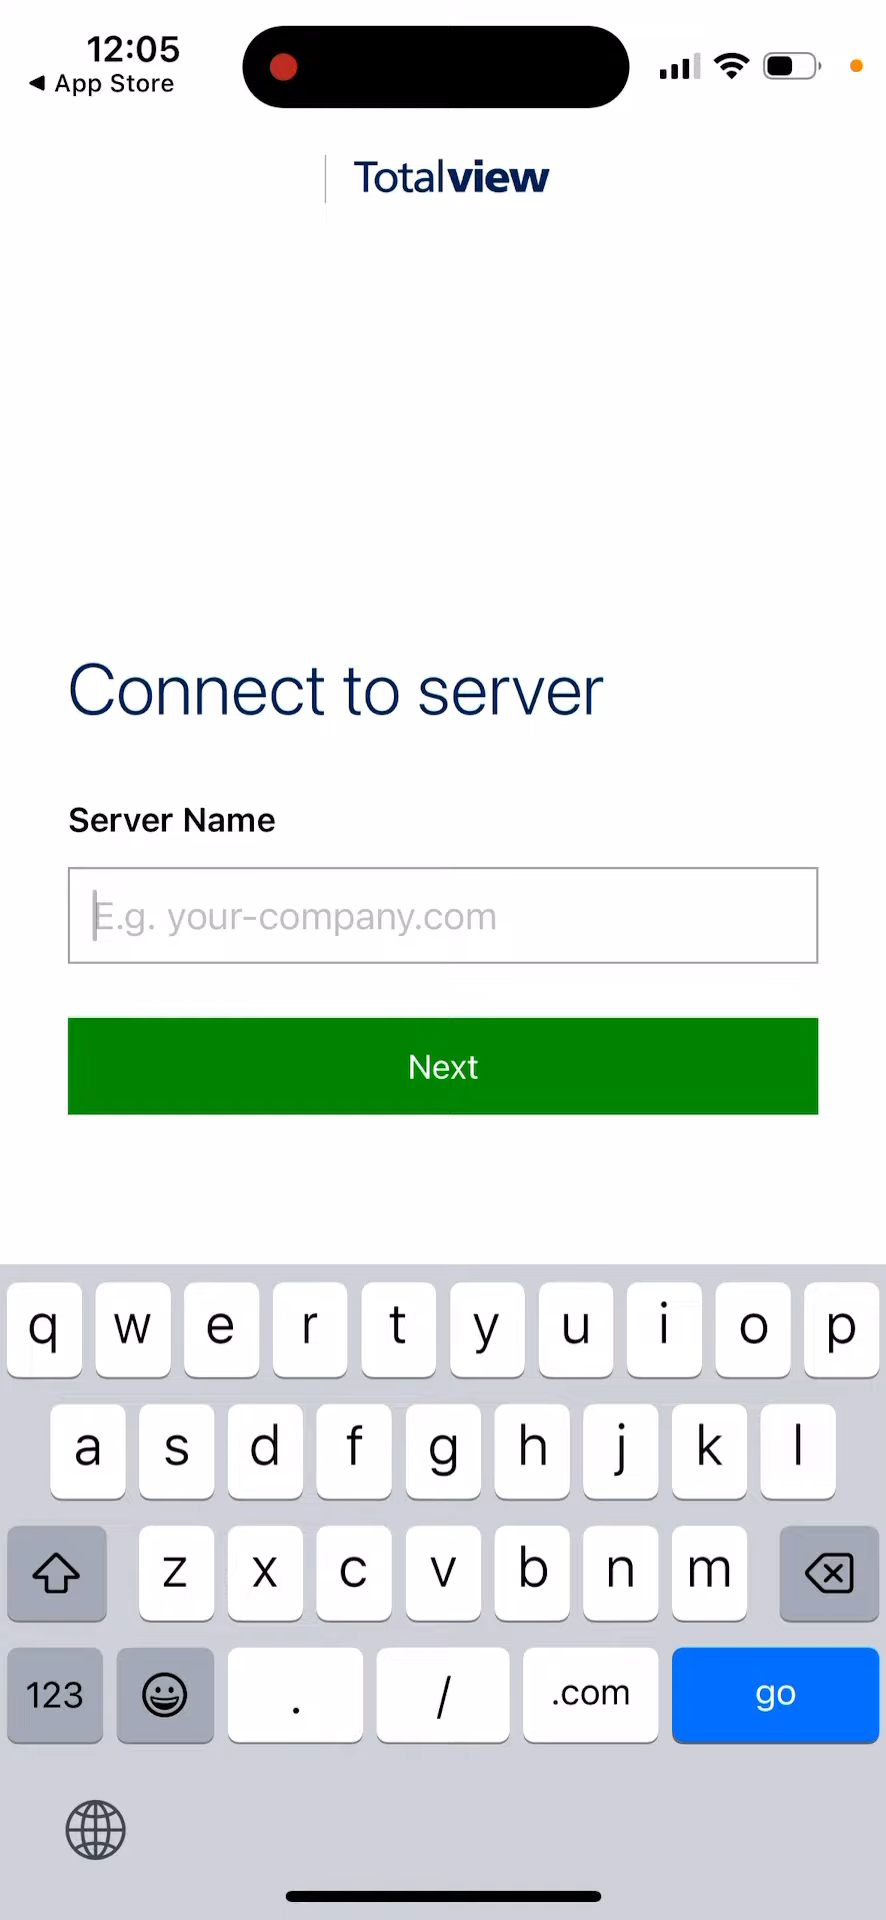 12:05
◀ App Store
Totalview
Connect to server
Server Name
E.g. your-company.com
Next
q w e r t y u i o p
a s d f g h j k l
z x c v b n m
123 . / .com go